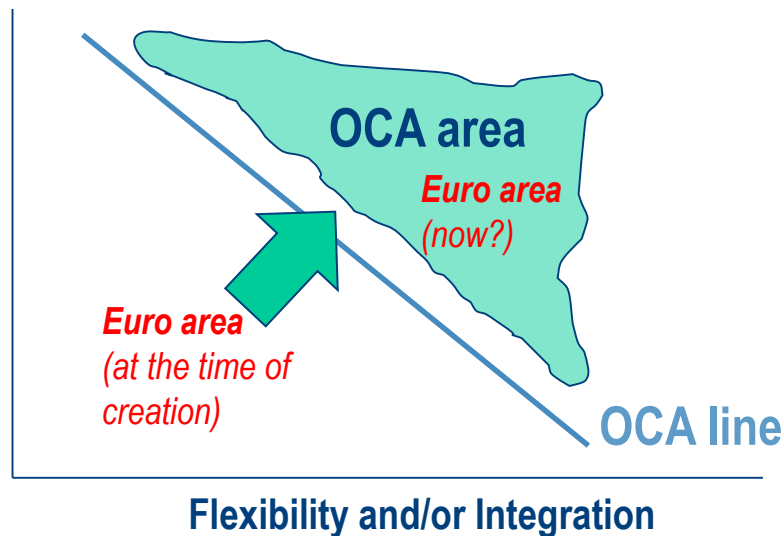 OCA area
Euro area
(now?)
Euro area
(at the time of
creation)
OCA line
Flexibility and/or Integration